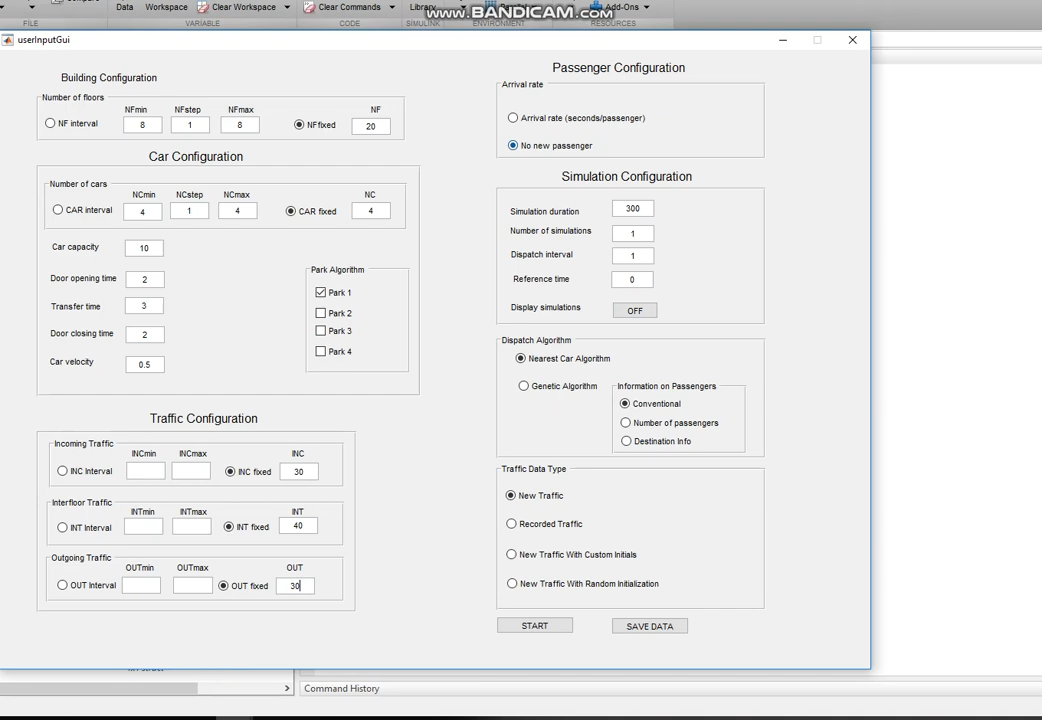 Data
Workspace
Clear Workspace
Clear Commands
Library
Add-Ons
www.BANDICAM.com
FILE
VARIABLE
CODE
SIMULINK
ENVIRONMENT
RESOURCES
userInputGui
Building Configuration
Number of floors
NFmin NFstep NFmax NF
NF interval 8 1 8 NFfixed 20
Car Configuration
Number of cars
NCmin NCstep NCmax NC
CAR interval 4 1 4 CAR fixed 4
Car capacity 10
Door opening time 2
Transfer time 3
Door closing time 2
Car velocity 0.5
Park Algorithm
Park 1
Park 2
Park 3
Park 4
Traffic Configuration
Incoming Traffic
INCmin INCmax INC
INC Interval INC fixed 30
Interfloor Traffic
INTmin INTmax INT
INT Interval INT fixed 40
Outgoing Traffic
OUTmin OUTmax OUT
OUT Interval OUT fixed 30
Passenger Configuration
Arrival rate
Arrival rate (seconds/passenger)
No new passenger
Simulation Configuration
Simulation duration 300
Number of simulations 1
Dispatch interval 1
Reference time 0
Display simulations OFF
Dispatch Algorithm
Nearest Car Algorithm
Genetic Algorithm
Information on Passengers
Conventional
Number of passengers
Destination Info
Traffic Data Type
New Traffic
Recorded Traffic
New Traffic With Custom Initials
New Traffic With Random Initialization
START SAVE DATA
Command History